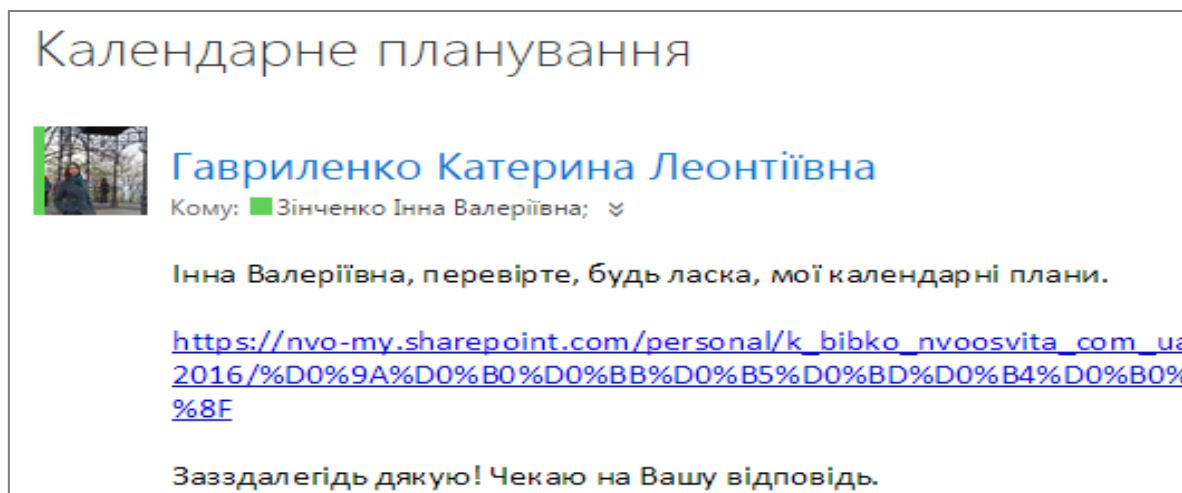 Календарне планування
Гавриленко Катерина Леонтіївна
Кому: Зінченко Інна Валеріївна;
Інна Валеріївна, перевірте, будь ласка, мої календарні плани.
https://nvo-my.sharepoint.com/personal/k_bibko_nvoosvita_com_ua
2016/%D0%9A%D0%B0%D0%BB%D0%B5%D0%BD%D0%B4%D0%B0%
%8F
Зазздалегідь дякую! Чекаю на Вашу відповідь.